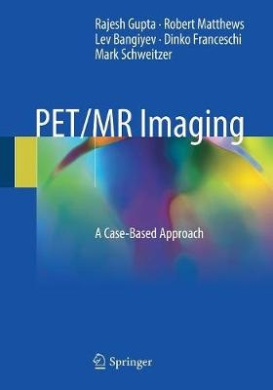 Rajesh Gupta · Robert Matthews
Lev Bangiyev · Dinko Franceschi
Mark Schweitzer
PET/MR Imaging
A Case-Based Approach
Springer